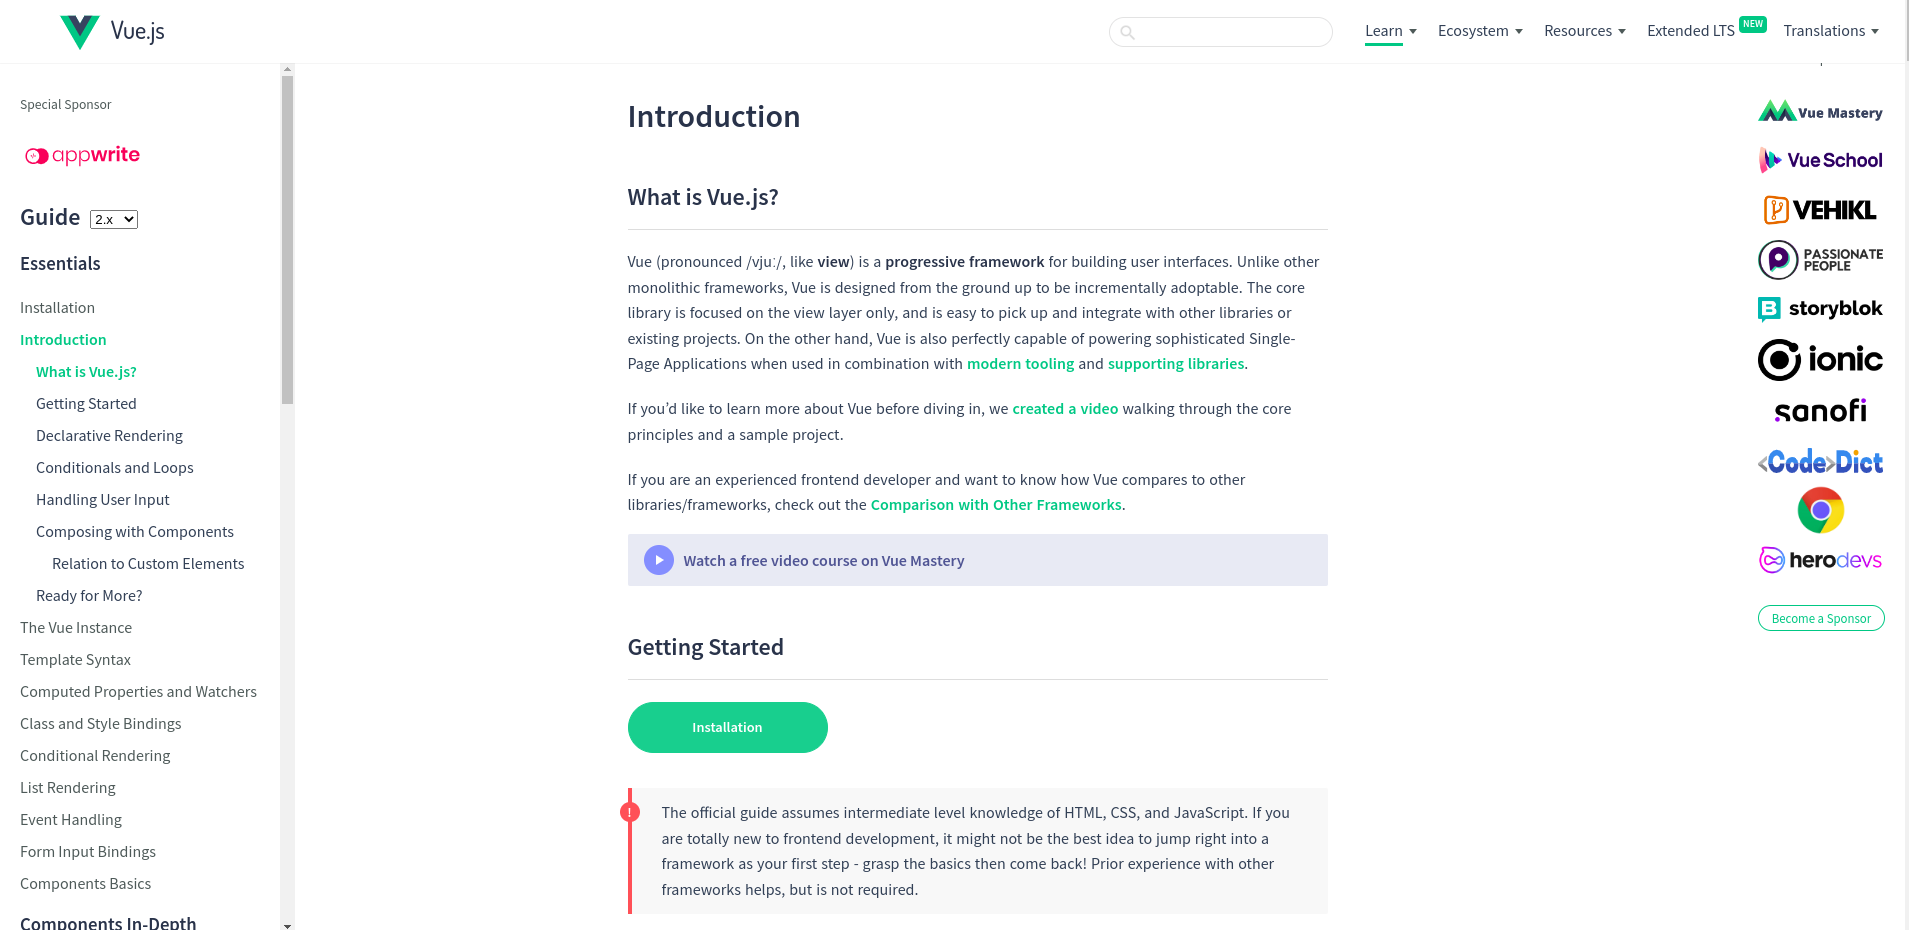 Vue.js
Learn
Ecosystem
Resources
Extended LTS NEW
Translations
Special Sponsor
appwrite
Guide 2.x
Essentials
Installation
Introduction
What is Vue.js?
Getting Started
Declarative Rendering
Conditionals and Loops
Handling User Input
Composing with Components
Relation to Custom Elements
Ready for More?
The Vue Instance
Template Syntax
Computed Properties and Watchers
Class and Style Bindings
Conditional Rendering
List Rendering
Event Handling
Form Input Bindings
Components Basics
Components In-Depth
Introduction
What is Vue.js?
Vue (pronounced /vjuː/, like view) is a progressive framework for building user interfaces. Unlike other
monolithic frameworks, Vue is designed from the ground up to be incrementally adoptable. The core
library is focused on the view layer only, and is easy to pick up and integrate with other libraries or
existing projects. On the other hand, Vue is also perfectly capable of powering sophisticated Single-
Page Applications when used in combination with modern tooling and supporting libraries.
If you’d like to learn more about Vue before diving in, we created a video walking through the core
principles and a sample project.
If you are an experienced frontend developer and want to know how Vue compares to other
libraries/frameworks, check out the Comparison with Other Frameworks.
Watch a free video course on Vue Mastery
Getting Started
Installation
!
The official guide assumes intermediate level knowledge of HTML, CSS, and JavaScript. If you
are totally new to frontend development, it might not be the best idea to jump right into a
framework as your first step - grasp the basics then come back! Prior experience with other
frameworks helps, but is not required.
Vue Mastery
Vue School
VEHIKL
PASSIONATE
PEOPLE
storyblok
ionic
sanofi
<Code>Dict
herodevs
Become a Sponsor